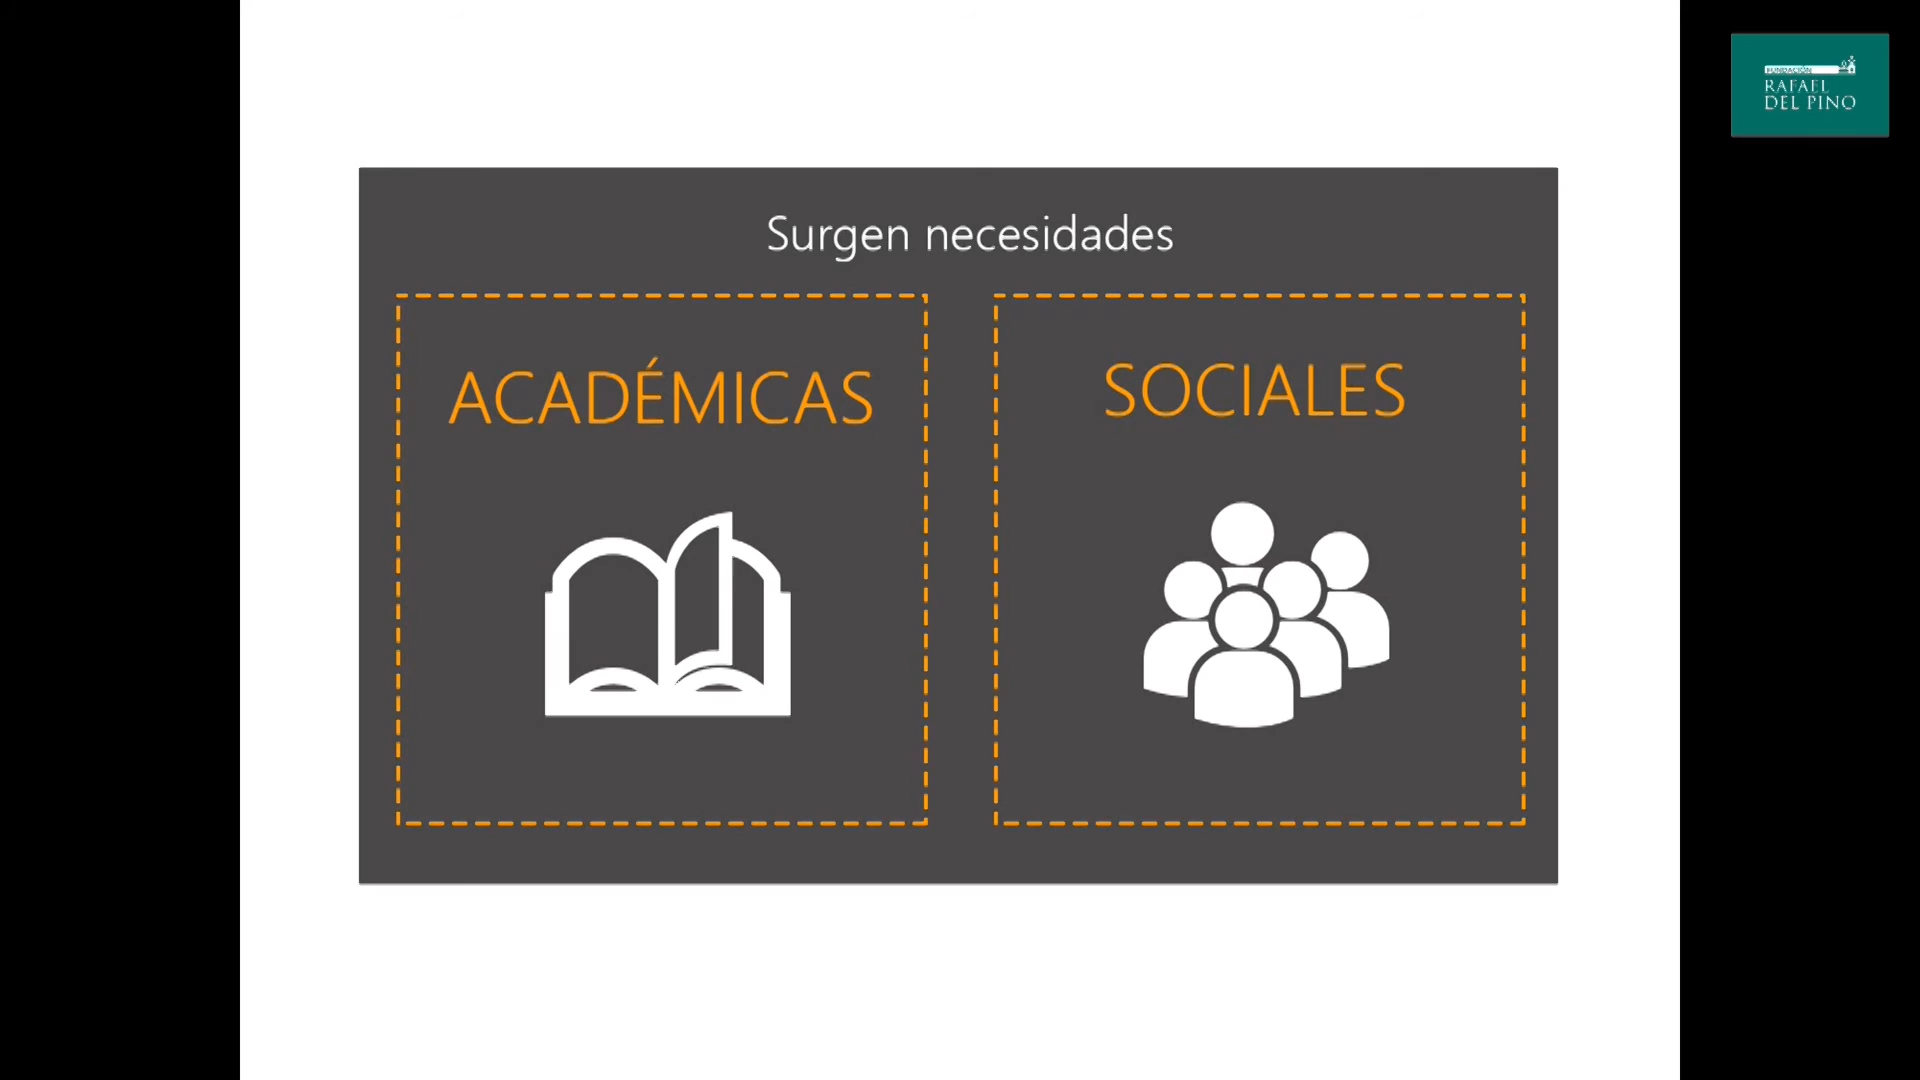 Surgen necesidades
ACADÉMICAS
SOCIALES
FUNDACIÓN
RAFAEL
DEL PINO